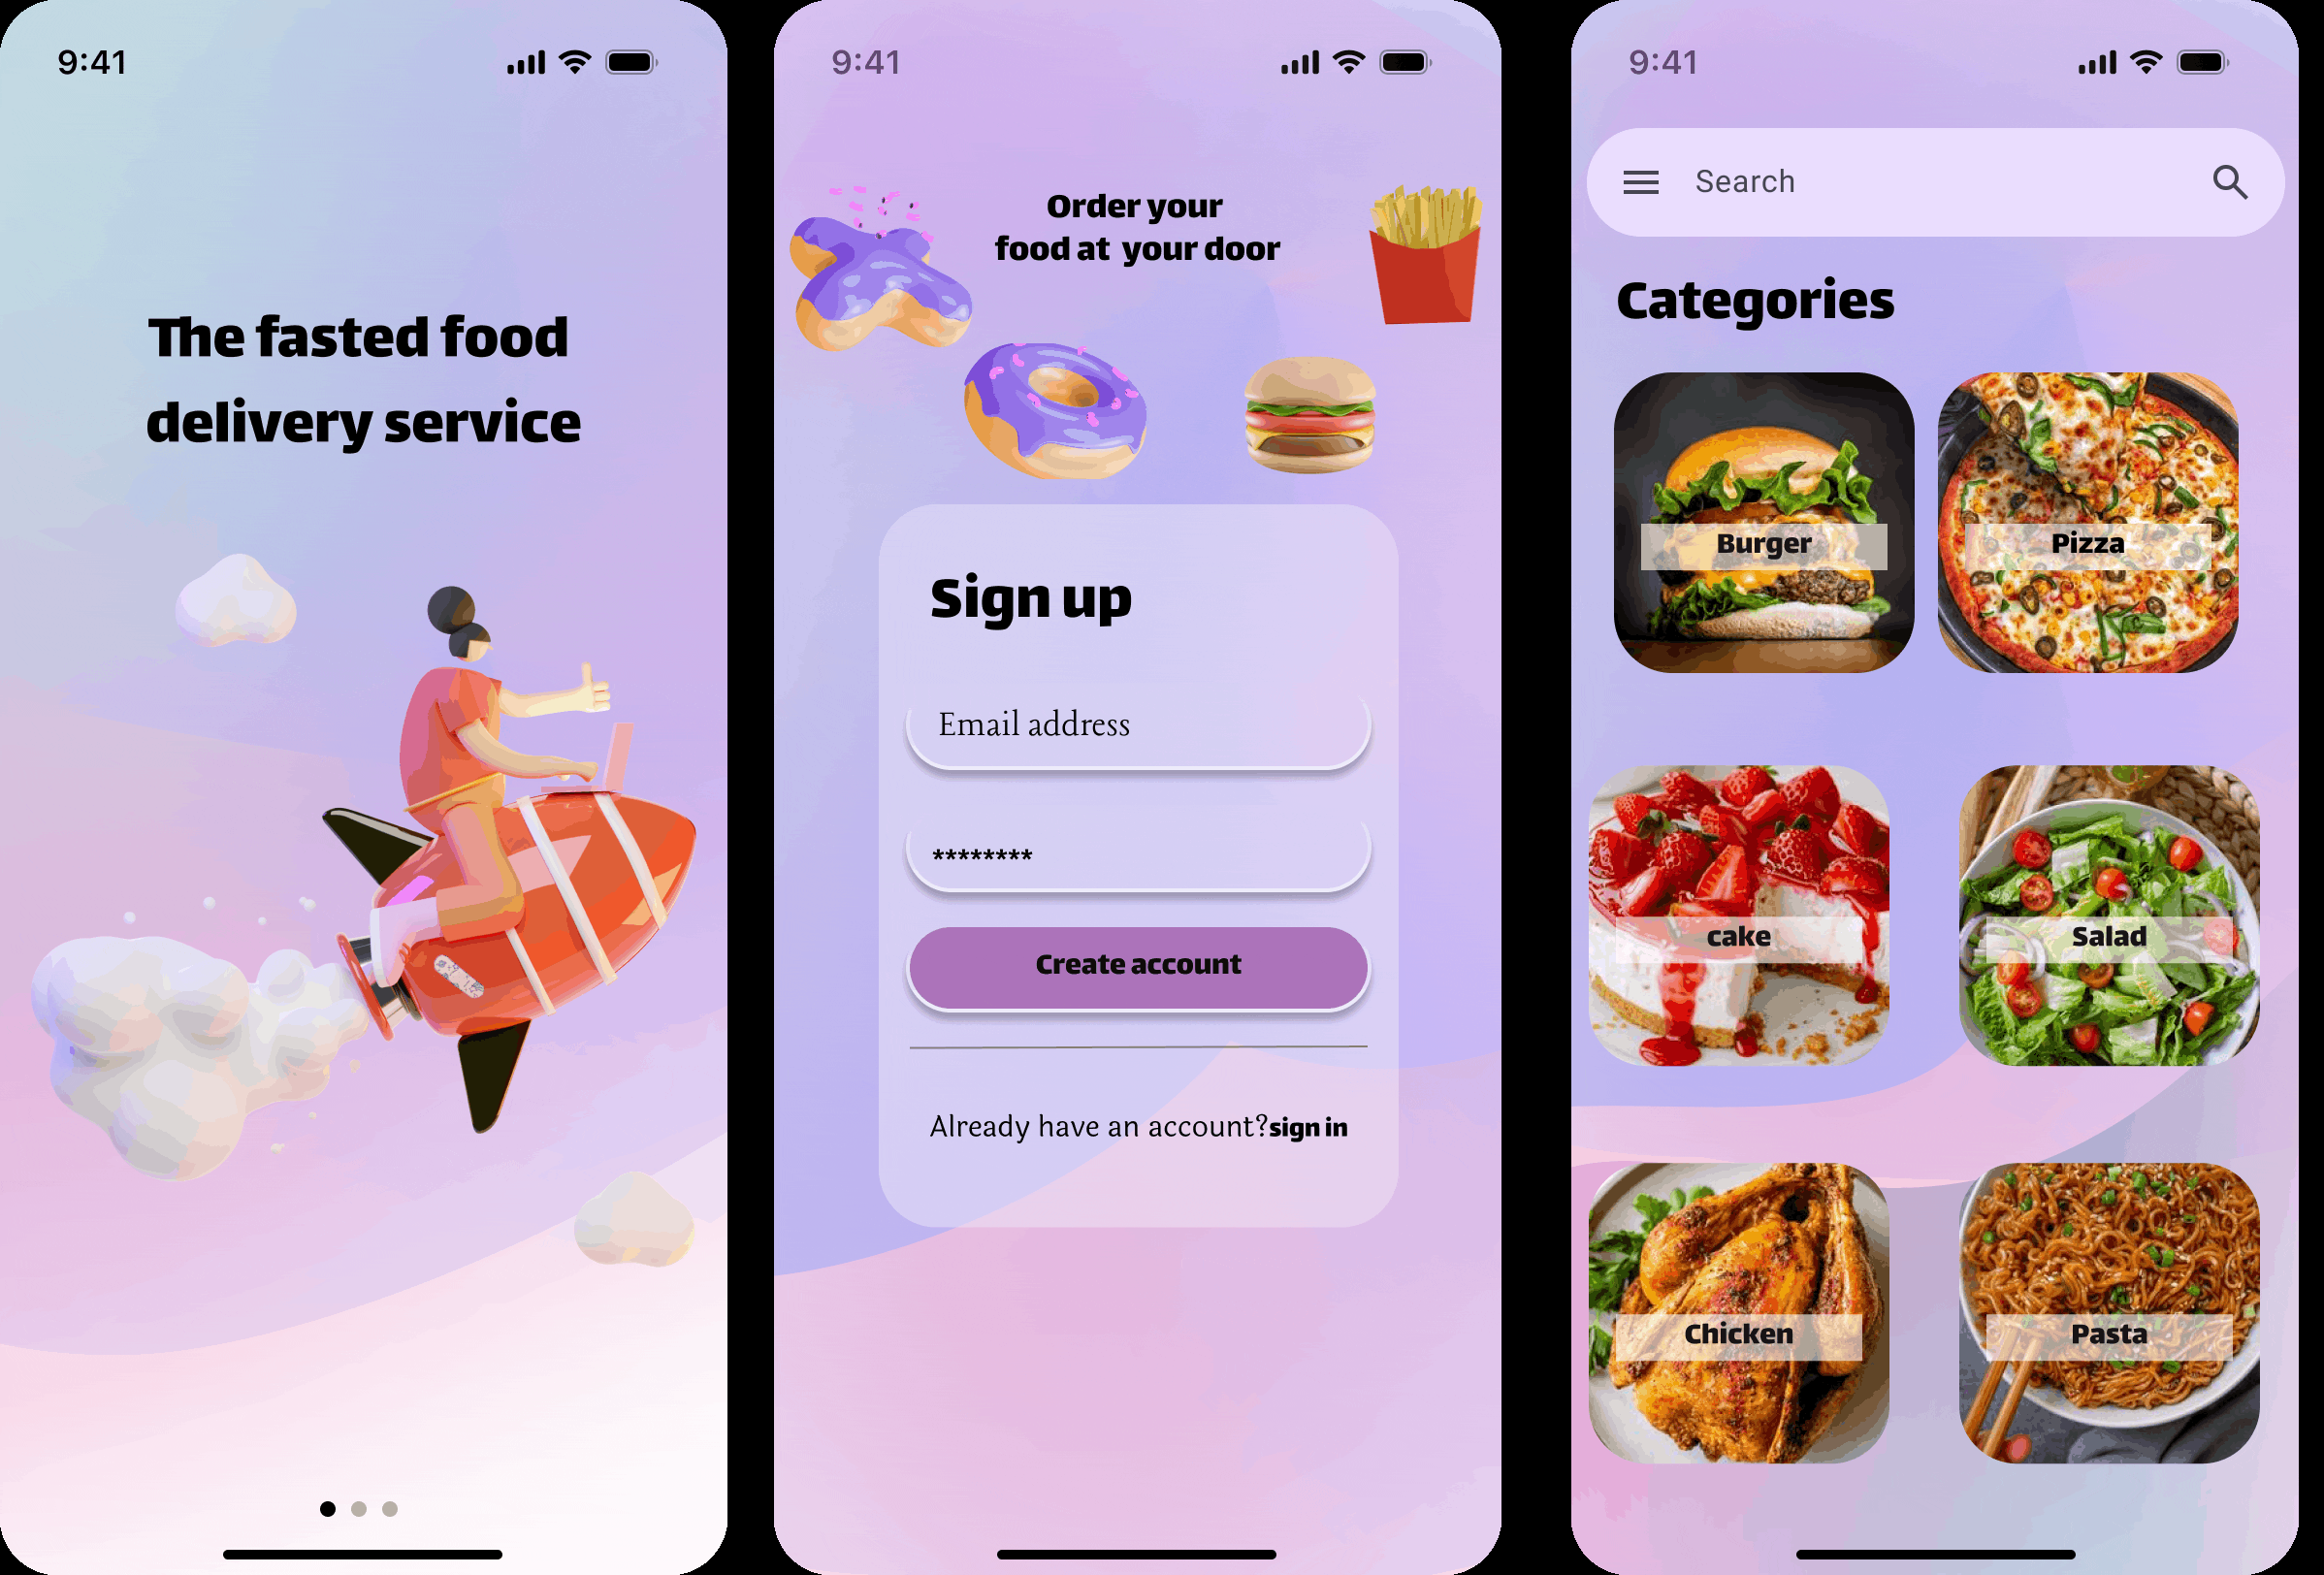 9:41
The fasted food
delivery service
9:41
Order your
food at your door
Sign up
Email address
********
Create account
Already have an account?sign in
9:41
Search
Categories
Burger
Pizza
cake
Salad
Chicken
Pasta